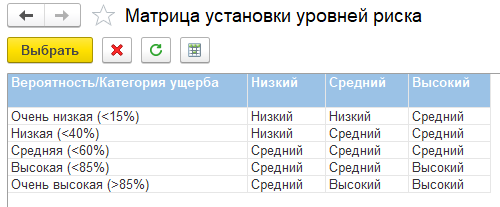 Матрица установки уровней риска
Выбрать
Вероятность/Категория ущерба Низкий Средний Высокий
Очень низкая (<15%) Низкий Низкий Средний
Низкая (<40%) Низкий Средний Средний
Средняя (<60%) Средний Средний Средний
Высокая (<85%) Средний Средний Высокий
Очень высокая (>85%) Средний Высокий Высокий